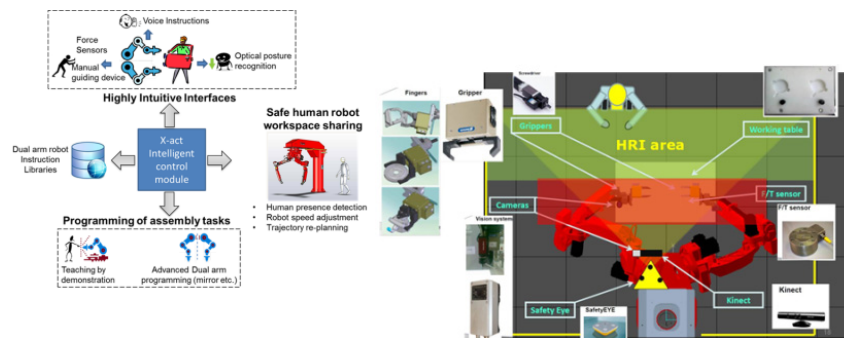 Voice Instructions
Force
Sensors
Manual
guiding device
Optical posture
recognition
Highly Intuitive Interfaces
Dual arm robot
Instruction
Libraries
X-act
Intelligent
control
module
Safe human robot
workspace sharing
• Human presence detection
• Robot speed adjustment
• Trajectory re-planning
Programming of assembly tasks
Teaching by
demonstration
Advanced Dual arm
programming (mirror etc.)
Fingers
Gripper
Screwdriver
Grippers
HRI area
Working table
F/T sensor
F/T sensor
Cameras
Vision system
Safety Eye
SafetyEYE
Kinect
Kinect